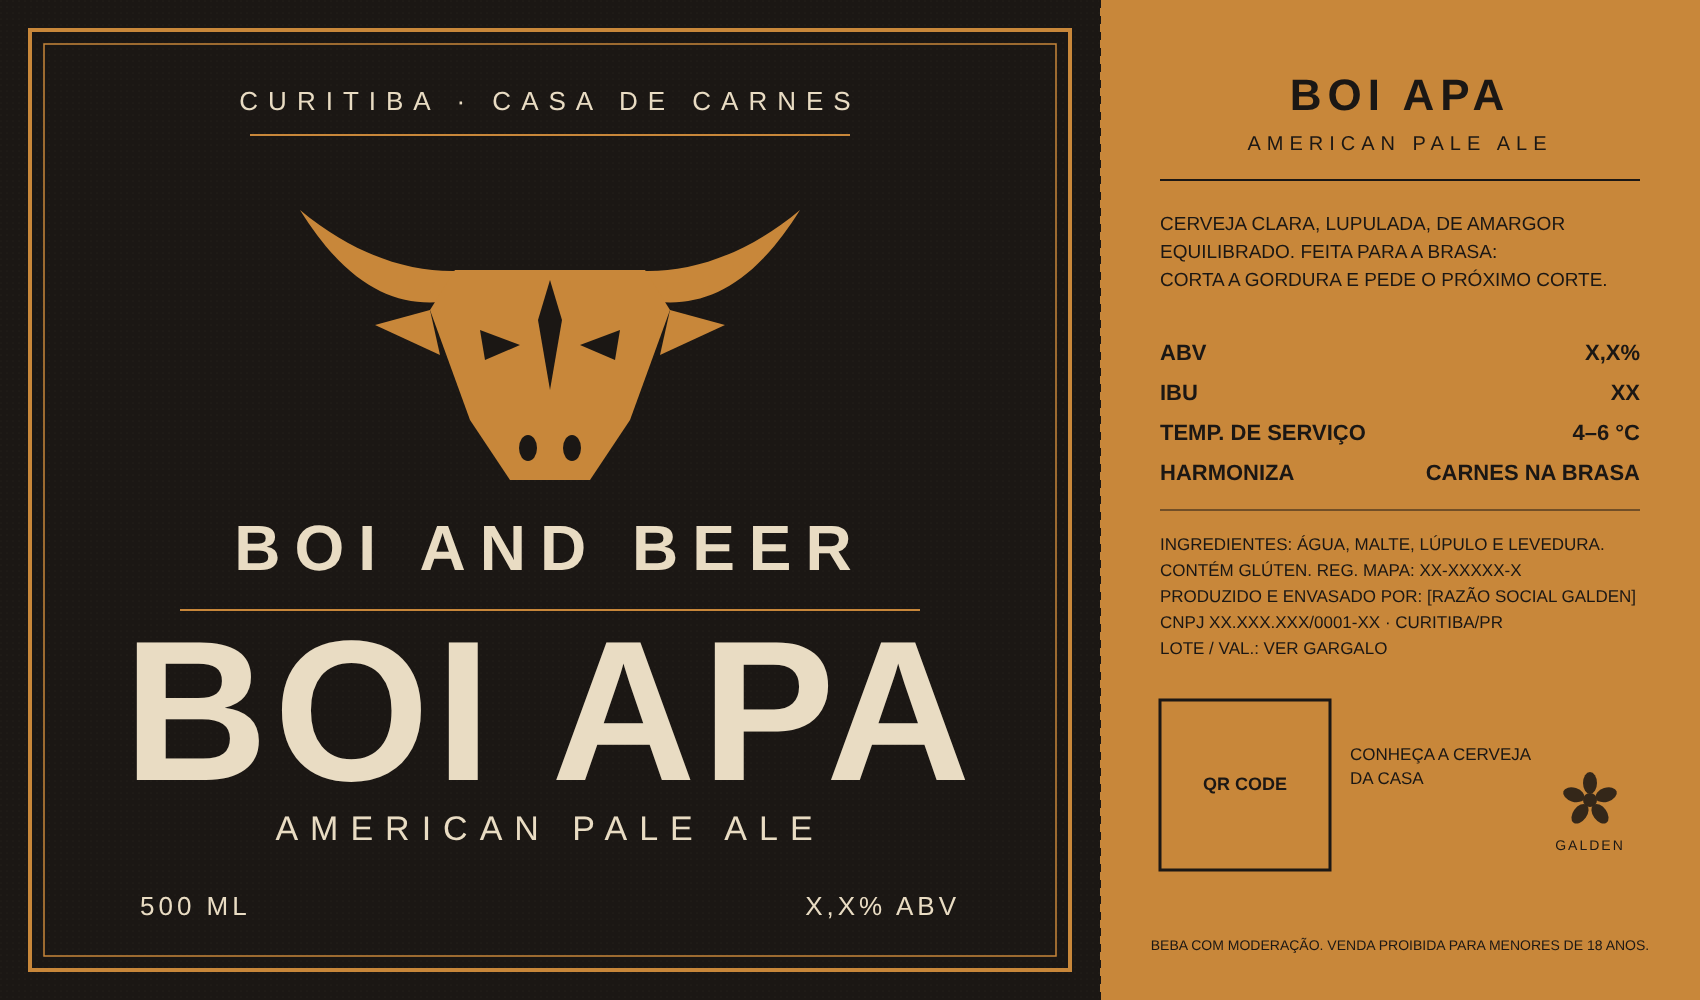 CURITIBA · CASA DE CARNES
BOI AND BEER
BOI APA
AMERICAN PALE ALE
500 ML
X,X% ABV
BOI APA
AMERICAN PALE ALE
CERVEJA CLARA, LUPULADA, DE AMARGOR
EQUILIBRADO. FEITA PARA A BRASA:
CORTA A GORDURA E PEDE O PRÓXIMO CORTE.
ABV X,X%
IBU XX
TEMP. DE SERVIÇO 4–6 °C
HARMONIZA CARNES NA BRASA
INGREDIENTES: ÁGUA, MALTE, LÚPULO E LEVEDURA.
CONTÉM GLÚTEN. REG. MAPA: XX-XXXXX-X
PRODUZIDO E ENVASADO POR: [RAZÃO SOCIAL GALDEN]
CNPJ XX.XXX.XXX/0001-XX · CURITIBA/PR
LOTE / VAL.: VER GARGALO
QR CODE
CONHEÇA A CERVEJA
DA CASA
GALDEN
BEBA COM MODERAÇÃO. VENDA PROIBIDA PARA MENORES DE 18 ANOS.